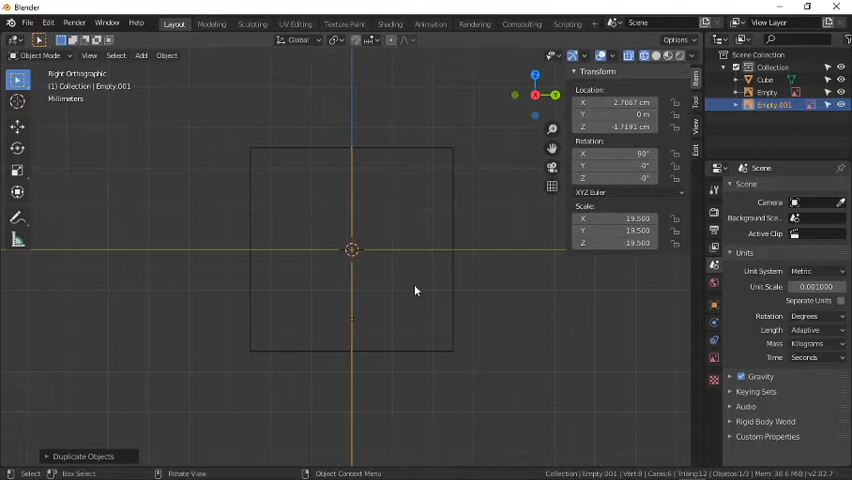 Blender
File Edit Render Window Help Layout Modeling Sculpting UV Editing Texture Paint Shading Animation Rendering Compositing Scripting Scene View Layer
Global Options
Object Mode View Select Add Object
Right Orthographic
(1) Collection | Empty.001
Millimeters
Z
Y
X
Transform
Location:
X 2.7067 cm
Y 0 m
Z -1.7191 cm
Rotation:
X 90°
Y -0°
Z -0°
XYZ Euler
Scale:
X 19.500
Y 19.500
Z 19.500
Item
Tool
View
Edit
Scene Collection
Collection
Cube
Empty
Empty.001
Scene
Scene
Camera
Background Sce..
Active Clip
Units
Unit System Metric
Unit Scale 0.001000
Separate Units
Rotation Degrees
Length Adaptive
Mass Kilograms
Time Seconds
Gravity
Keying Sets
Audio
Rigid Body World
Custom Properties
Duplicate Objects
Select Box Select Rotate View Object Context Menu Collection | Empty.001 | Verts:8 | Caras:6 | Triang:12 | Objetos:1/3 | Mem: 38.6 MiB | v2.82.7